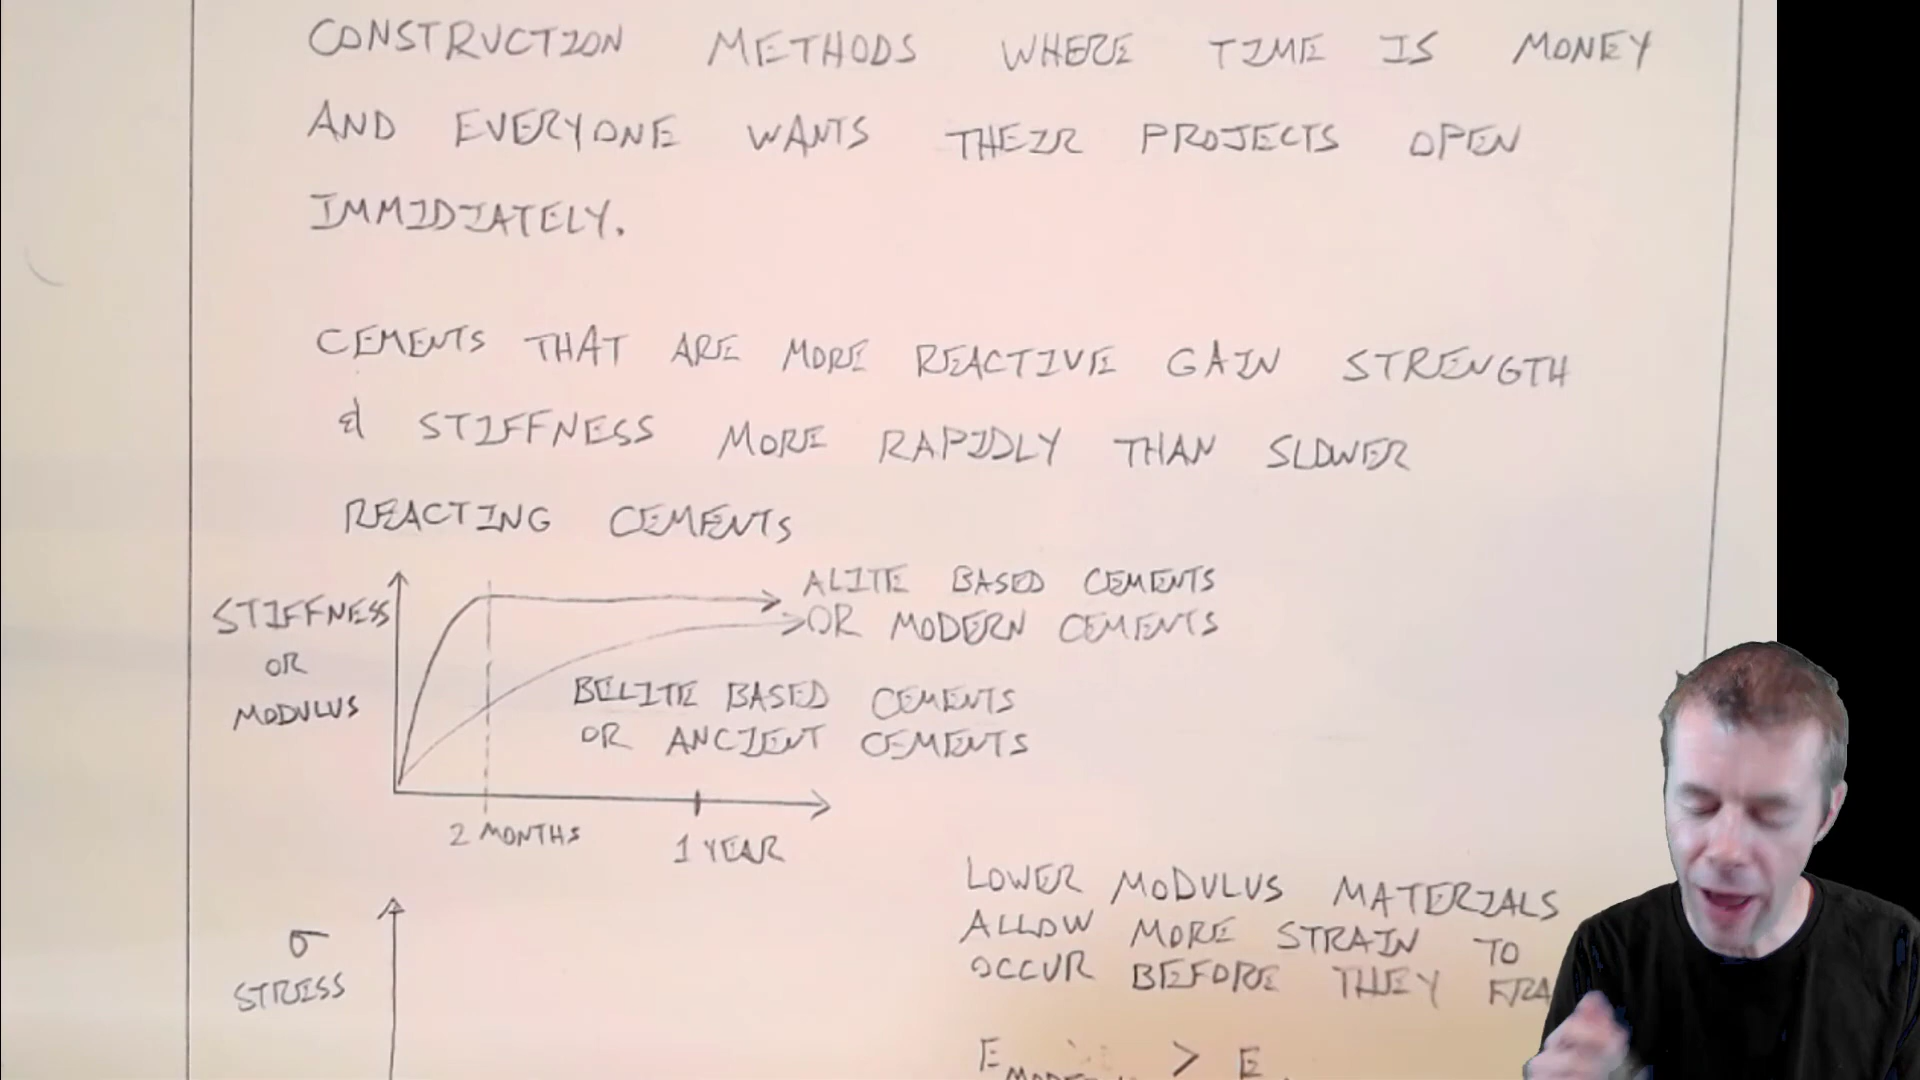 CONSTRUCTION METHODS WHERE TIME IS MONEY
AND EVERYONE WANTS THEIR PROJECTS OPEN
IMMIDIATELY.
CEMENTS THAT ARE MORE REACTIVE GAIN STRENGTH
& STIFFNESS MORE RAPIDLY THAN SLOWER
REACTING CEMENTS
STIFFNESS
OR
MODULUS
ALITE BASED CEMENTS
OR MODERN CEMENTS
BELITE BASED CEMENTS
OR ANCIENT CEMENTS
2 MONTHS
1 YEAR
σ
STRESS
LOWER MODULUS MATERIALS
ALLOW MORE STRAIN TO
OCCUR BEFORE THEY
E > E